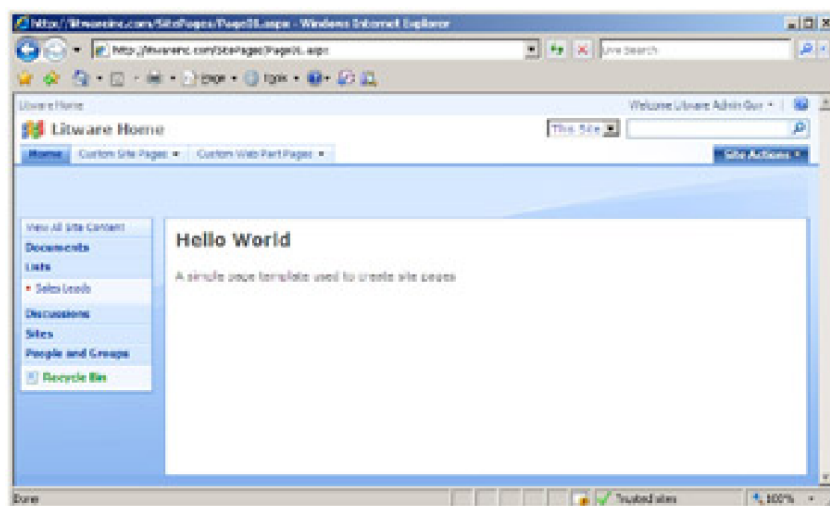 http://litwareinc.com/SitePages/Page01.aspx - Windows Internet Explorer
http://litwareinc.com/SitePages/Page01.aspx
Live Search
Page Tools
Litware Home
Welcome Litware Admin Guy
Litware Home
This Site
Home Custom Site Pages Custom Web Part Pages
Site Actions
View All Site Content
Documents
Lists
Sales Leads
Discussions
Sites
People and Groups
Recycle Bin
Hello World
A simple page template used to create site pages
Done
Trusted sites
100%